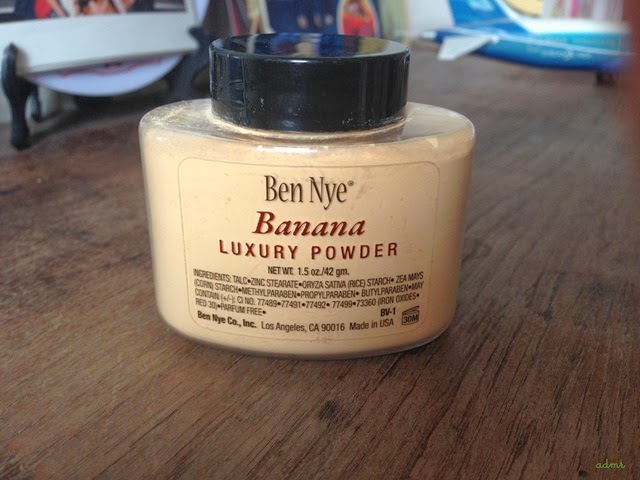 Ben Nye®
Banana
LUXURY POWDER
NET WT. 1.5 oz./42 gm.
INGREDIENTS: TALC•ZINC STEARATE•ORYZA SATIVA (RICE) STARCH• ZEA MAYS
(CORN) STARCH•METHYLPARABEN•PROPYLPARABEN• BUTYLPARABEN•MAY
CONTAIN (+/-): CI NO. 77489•77491•77492• 77499•73360 (IRON OXIDES•
RED 30)•PARFUM FREE•
BV-1
Ben Nye Co., Inc. Los Angeles, CA 90016 Made in USA
30M
adms